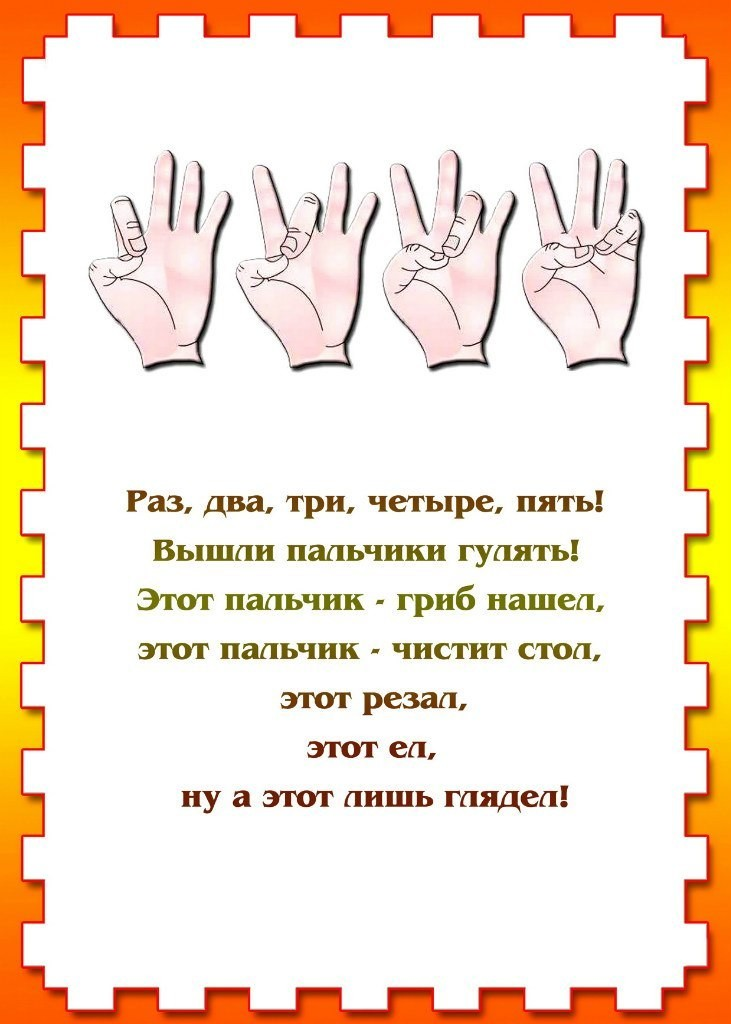 Раз, два, три, четыре, пять!
Вышли пальчики гулять!
Этот пальчик - гриб нашел,
этот пальчик - чистит стол,
этот резал,
этот ел,
ну а этот лишь глядел!